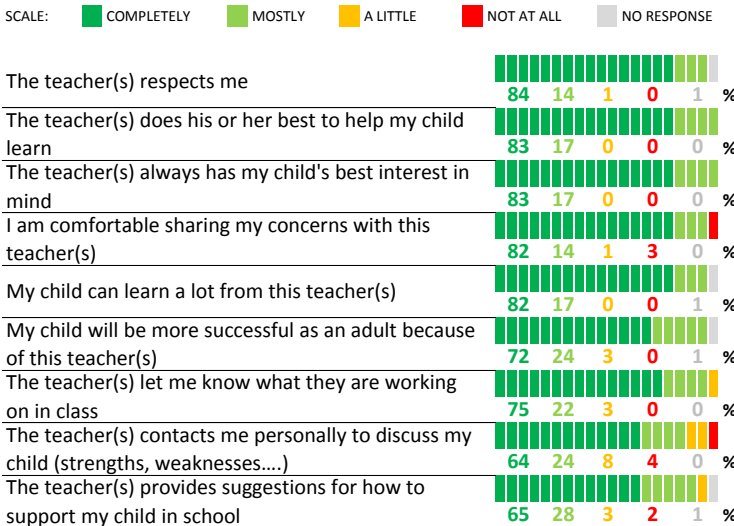 SCALE: COMPLETELY MOSTLY A LITTLE NOT AT ALL NO RESPONSE
The teacher(s) respects me
84 14 1 0 1 %
The teacher(s) does his or her best to help my child
learn
83 17 0 0 0 %
The teacher(s) always has my child's best interest in
mind
83 17 0 0 0 %
I am comfortable sharing my concerns with this
teacher(s)
82 14 1 3 0 %
My child can learn a lot from this teacher(s)
82 17 0 0 1 %
My child will be more successful as an adult because
of this teacher(s)
72 24 3 0 1 %
The teacher(s) let me know what they are working
on in class
75 22 3 0 0 %
The teacher(s) contacts me personally to discuss my
child (strengths, weaknesses....)
64 24 8 4 0 %
The teacher(s) provides suggestions for how to
support my child in school
65 28 3 2 1 %